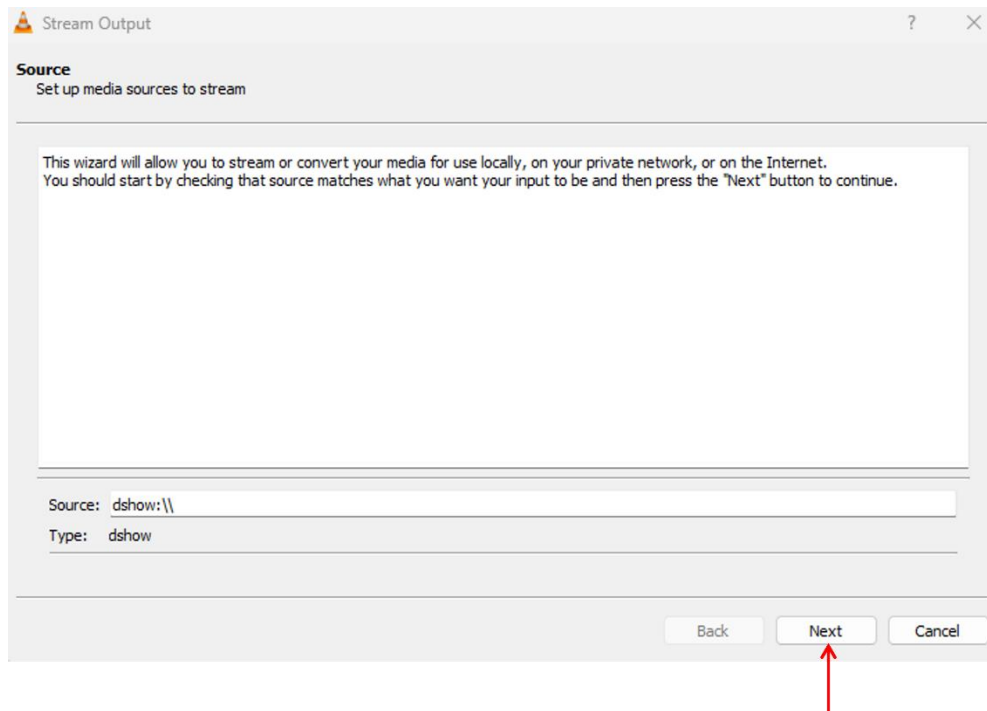 Stream Output
?
Source
Set up media sources to stream
This wizard will allow you to stream or convert your media for use locally, on your private network, or on the Internet.
You should start by checking that source matches what you want your input to be and then press the "Next" button to continue.
Source: dshow:\\
Type: dshow
Back Next Cancel